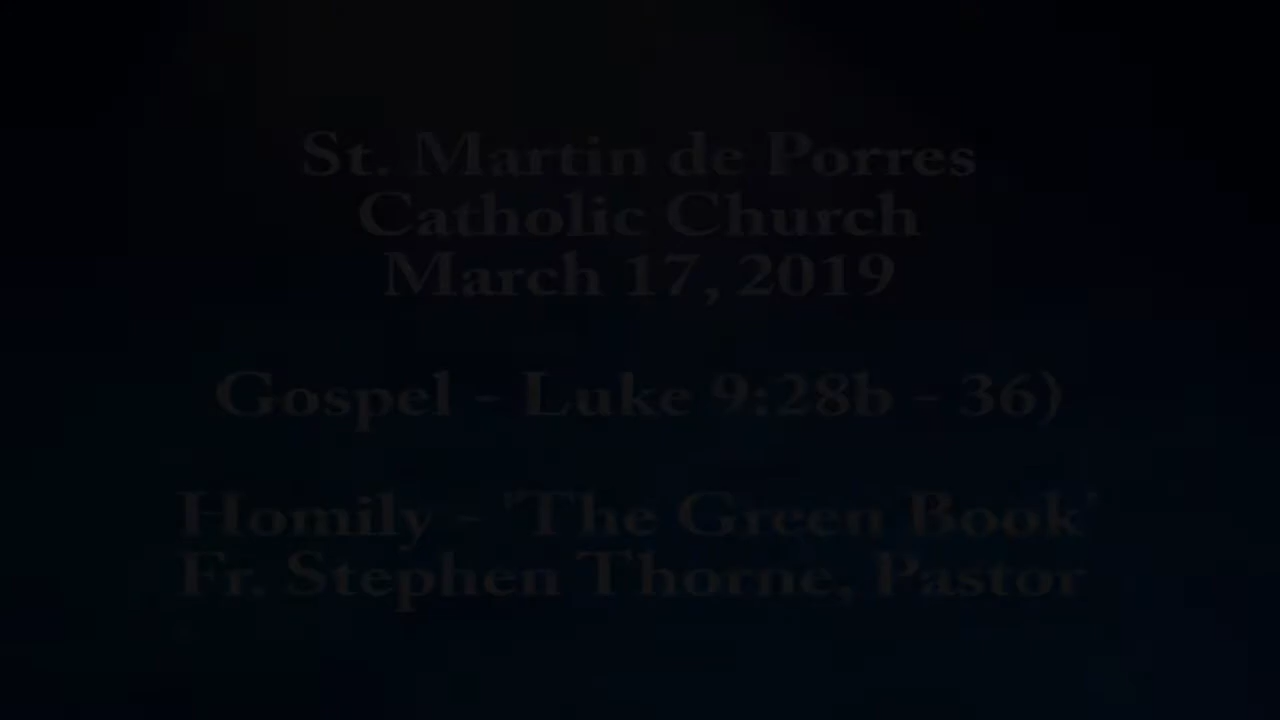 St. Martin de Porres
Catholic Church
March 17, 2019
Gospel - Luke 9:28b - 36)
Homily - 'The Green Book'
Fr. Stephen Thorne, Pastor